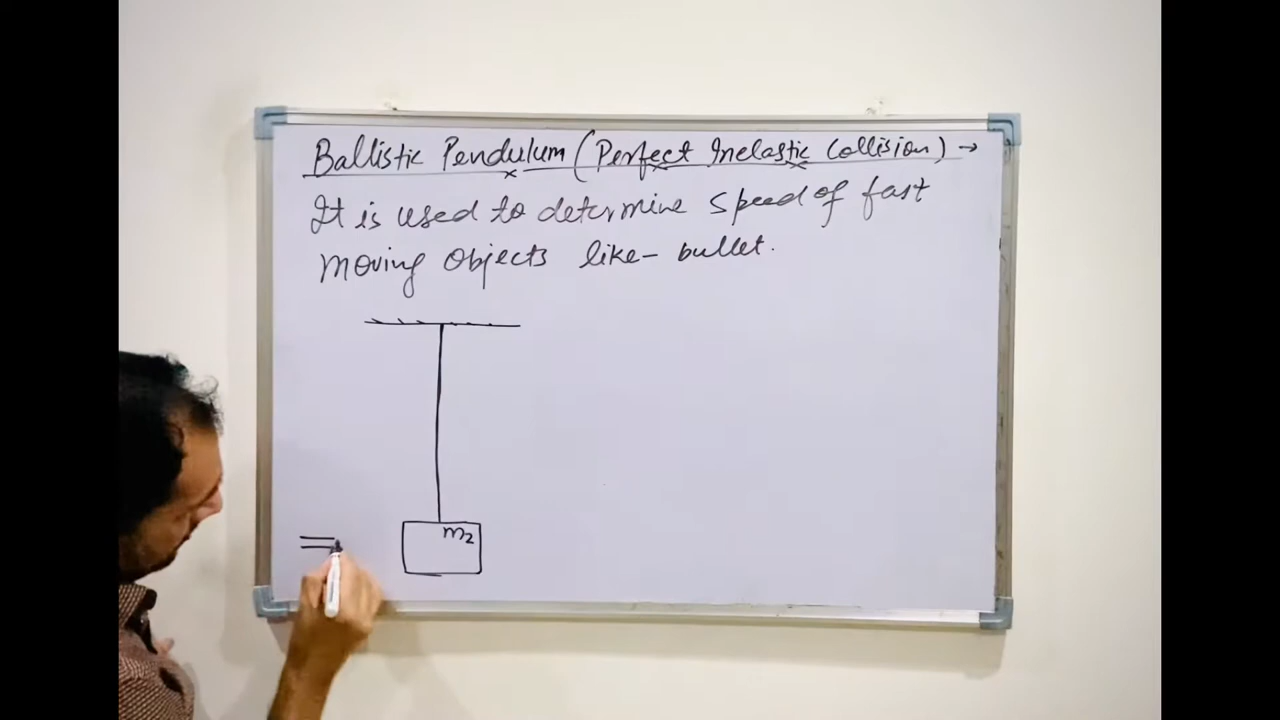 Ballistic Pendulum (Perfect Inelastic Collision) →
It is used to determine speed of fast
moving objects like - bullet.
m₂